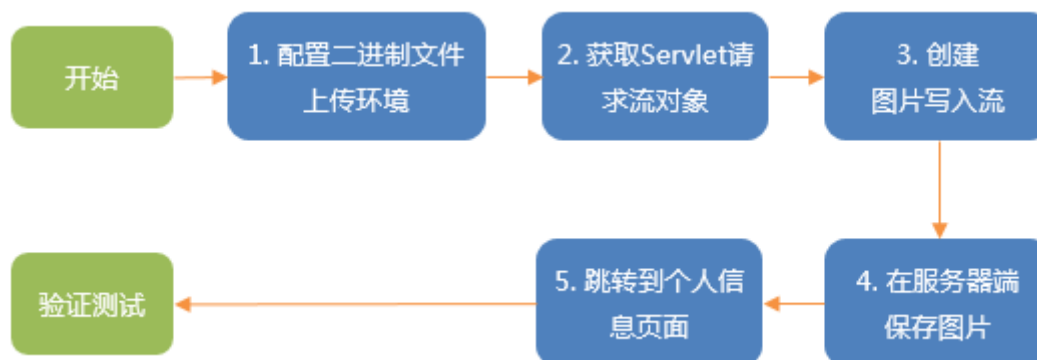 开始
1. 配置二进制文件
上传环境
2. 获取Servlet请
求流对象
3. 创建
图片写入流
4. 在服务器端
保存图片
5. 跳转到个人信
息页面
验证测试